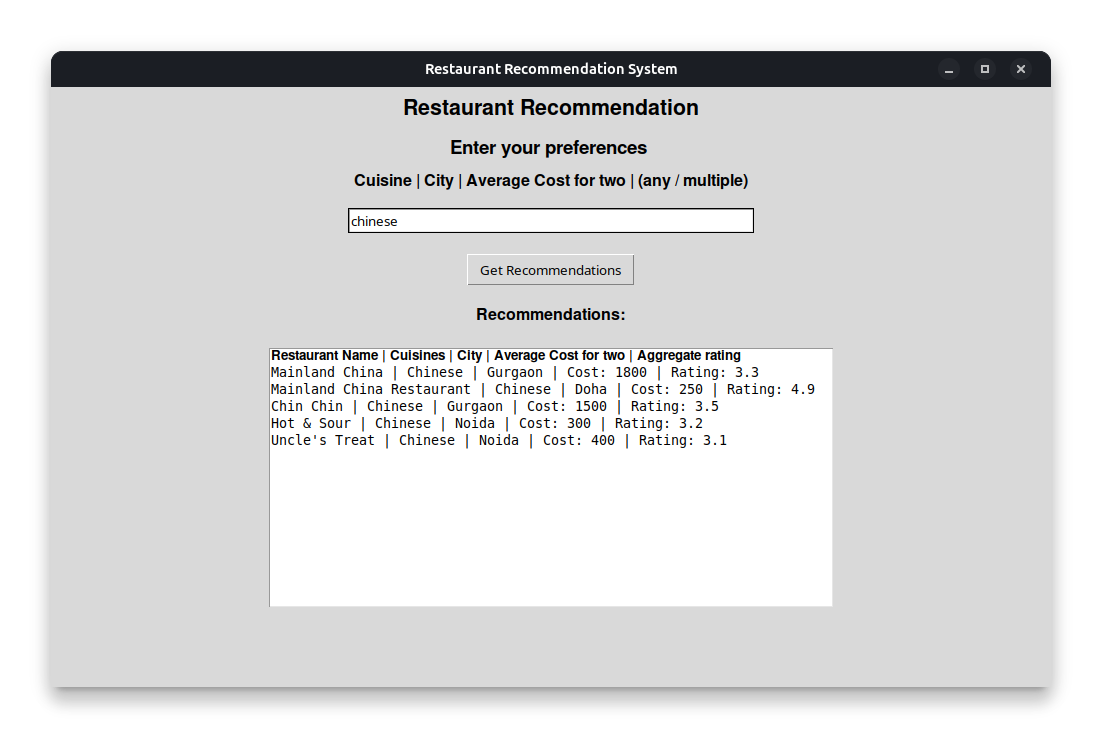 Restaurant Recommendation System
Restaurant Recommendation
Enter your preferences
Cuisine | City | Average Cost for two | (any / multiple)
chinese
Get Recommendations
Recommendations:
Restaurant Name | Cuisines | City | Average Cost for two | Aggregate rating
Mainland China | Chinese | Gurgaon | Cost: 1800 | Rating: 3.3
Mainland China Restaurant | Chinese | Doha | Cost: 250 | Rating: 4.9
Chin Chin | Chinese | Gurgaon | Cost: 1500 | Rating: 3.5
Hot & Sour | Chinese | Noida | Cost: 300 | Rating: 3.2
Uncle's Treat | Chinese | Noida | Cost: 400 | Rating: 3.1